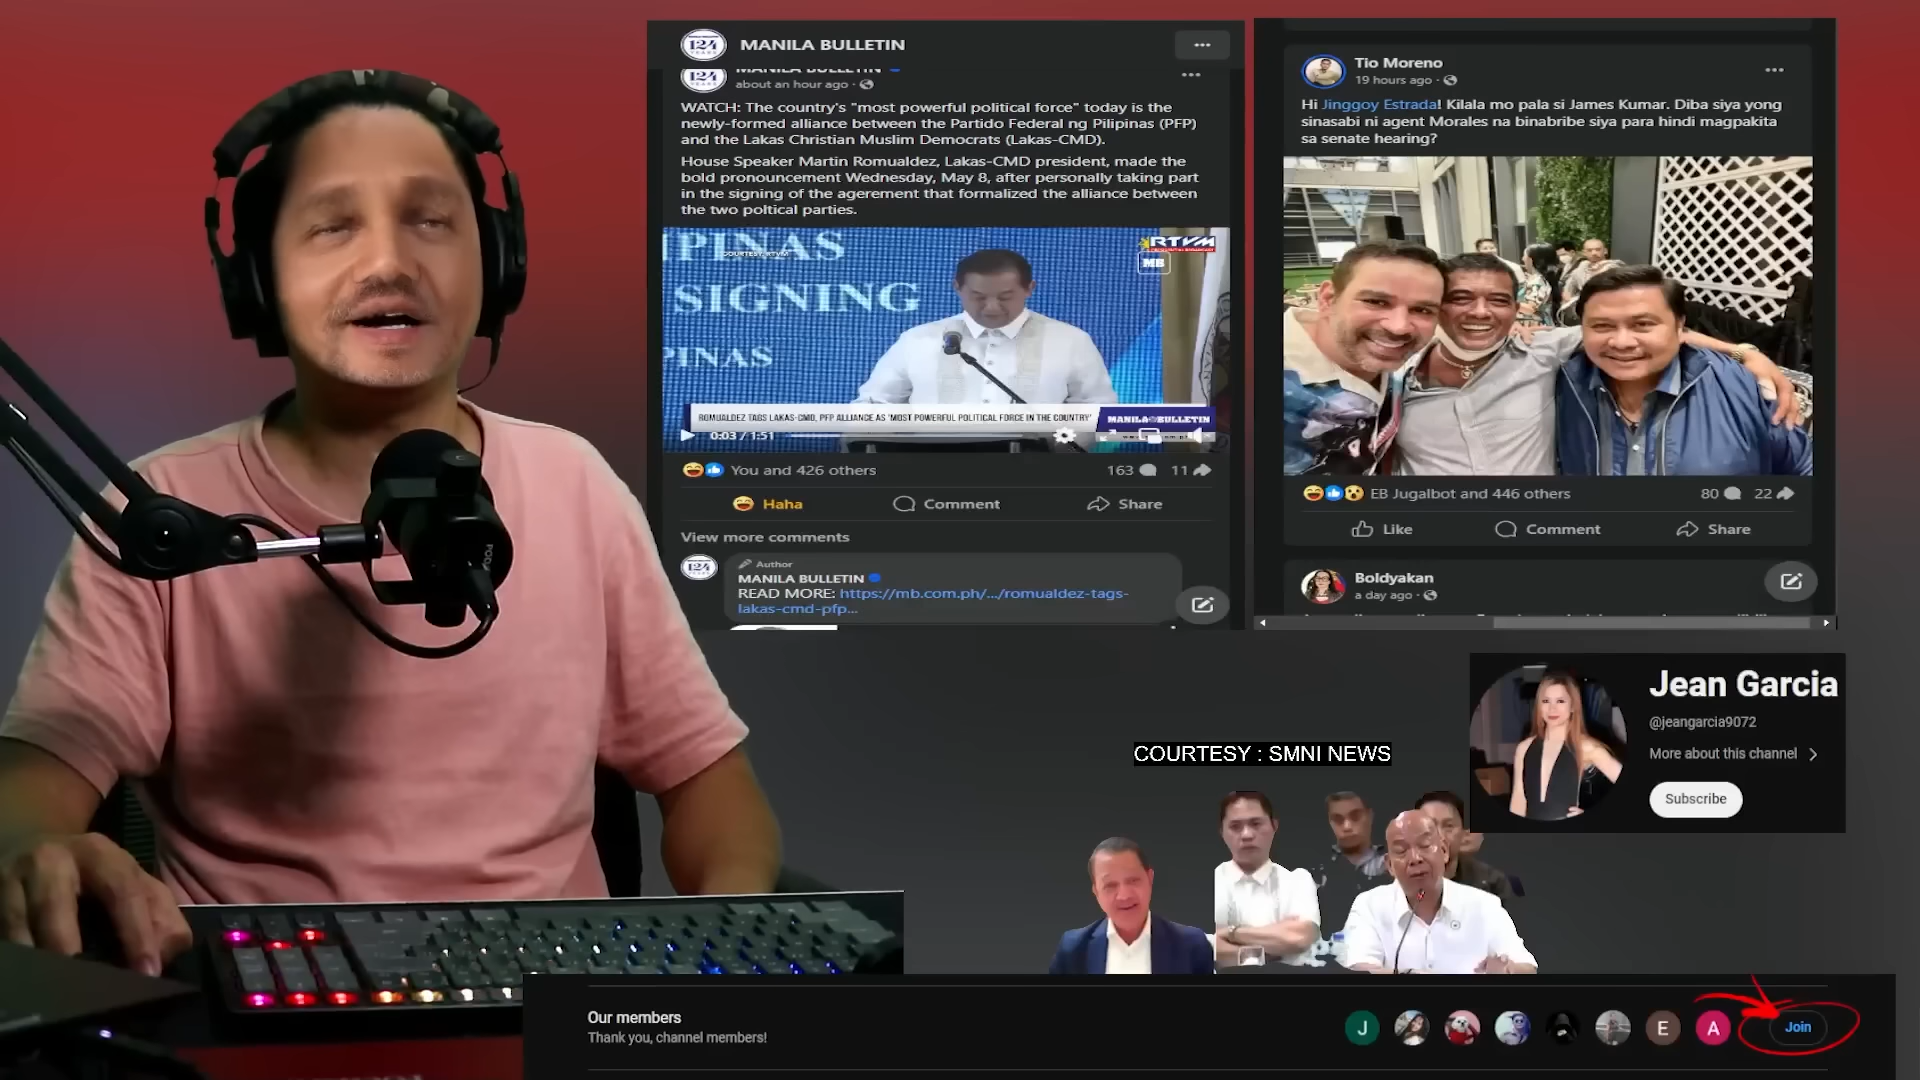 124
MANILA BULLETIN
MANILA BULLETIN
about an hour ago
WATCH: The country's "most powerful political force" today is the
newly-formed alliance between the Partido Federal ng Pilipinas (PFP)
and the Lakas Christian Muslim Democrats (Lakas-CMD).
House Speaker Martin Romualdez, Lakas-CMD president, made the
bold pronouncement Wednesday, May 8, after personally taking part
in the signing of the agerement that formalized the alliance between
the two poltical parties.
PINAS
COURTESY: RTVM
RTVM
MB
SIGNING
PINAS
ROMUALDEZ TAGS LAKAS-CMD, PFP ALLIANCE AS 'MOST POWERFUL POLITICAL FORCE IN THE COUNTRY'
MANILA BULLETIN
0:03 / 1:51
You and 426 others
163
11
Haha
Comment
Share
View more comments
124
Author
MANILA BULLETIN
READ MORE: https://mb.com.ph/.../romualdez-tags-
lakas-cmd-pfp...
Tio Moreno
19 hours ago
Hi Jinggoy Estrada! Kilala mo pala si James Kumar. Diba siya yong
sinasabi ni agent Morales na binabribe siya para hindi magpakita
sa senate hearing?
EB Jugalbot and 446 others
80
22
Like
Comment
Share
Boldyakan
a day ago
Jean Garcia
@jeangarcia9072
More about this channel
Subscribe
COURTESY : SMNI NEWS
Our members
Thank you, channel members!
J
E
A
Join